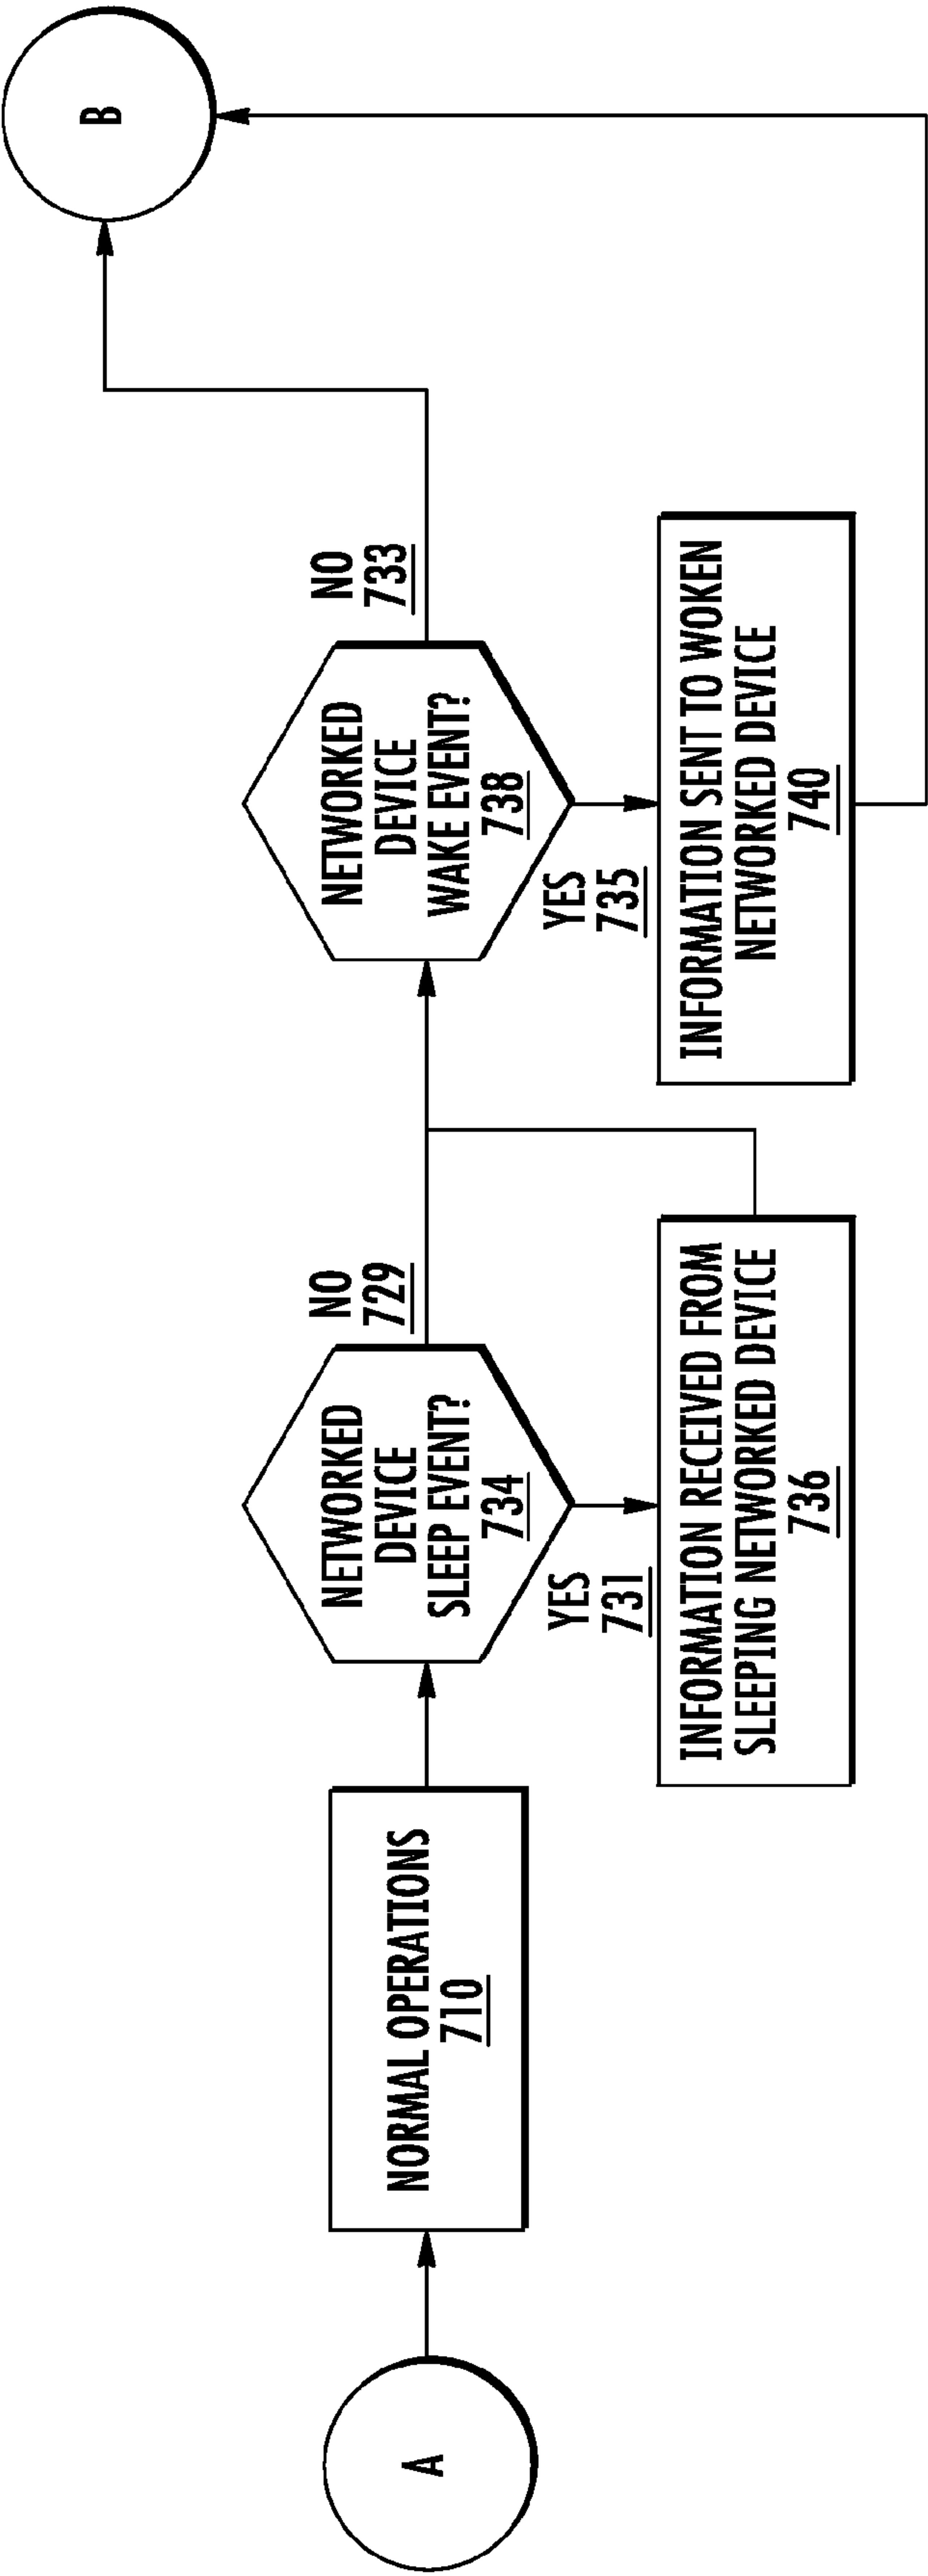 A
NORMAL OPERATIONS
710
NETWORKED
DEVICE
SLEEP EVENT?
734
NO
729
YES
731
INFORMATION RECEIVED FROM
SLEEPING NETWORKED DEVICE
736
NETWORKED
DEVICE
WAKE EVENT?
738
NO
733
YES
735
INFORMATION SENT TO WOKEN
NETWORKED DEVICE
740
B